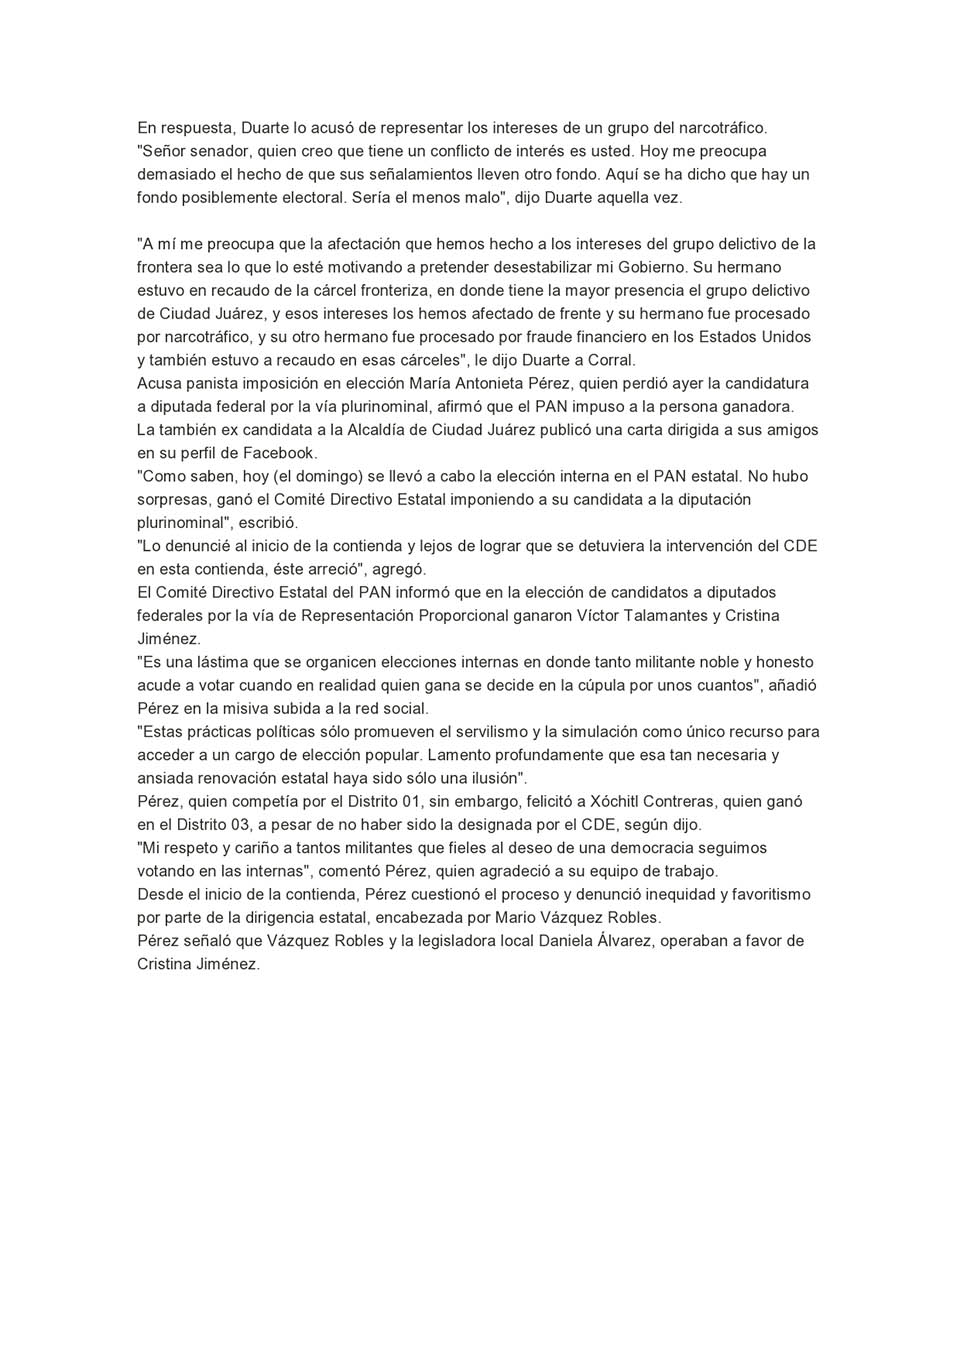 En respuesta, Duarte lo acusó de representar los intereses de un grupo del narcotráfico.
"Señor senador, quien creo que tiene un conflicto de interés es usted. Hoy me preocupa
demasiado el hecho de que sus señalamientos lleven otro fondo. Aquí se ha dicho que hay un
fondo posiblemente electoral. Sería el menos malo", dijo Duarte aquella vez.
"A mí me preocupa que la afectación que hemos hecho a los intereses del grupo delictivo de la
frontera sea lo que lo esté motivando a pretender desestabilizar mi Gobierno. Su hermano
estuvo en recaudo de la cárcel fronteriza, en donde tiene la mayor presencia el grupo delictivo
de Ciudad Juárez, y esos intereses los hemos afectado de frente y su hermano fue procesado
por narcotráfico, y su otro hermano fue procesado por fraude financiero en los Estados Unidos
y también estuvo a recaudo en esas cárceles", le dijo Duarte a Corral.
Acusa panista imposición en elección María Antonieta Pérez, quien perdió ayer la candidatura
a diputada federal por la vía plurinominal, afirmó que el PAN impuso a la persona ganadora.
La también ex candidata a la Alcaldía de Ciudad Juárez publicó una carta dirigida a sus amigos
en su perfil de Facebook.
"Como saben, hoy (el domingo) se llevó a cabo la elección interna en el PAN estatal. No hubo
sorpresas, ganó el Comité Directivo Estatal imponiendo a su candidata a la diputación
plurinominal", escribió.
"Lo denuncié al inicio de la contienda y lejos de lograr que se detuviera la intervención del CDE
en esta contienda, éste arreció", agregó.
El Comité Directivo Estatal del PAN informó que en la elección de candidatos a diputados
federales por la vía de Representación Proporcional ganaron Víctor Talamantes y Cristina
Jiménez.
"Es una lástima que se organicen elecciones internas en donde tanto militante noble y honesto
acude a votar cuando en realidad quien gana se decide en la cúpula por unos cuantos", añadió
Pérez en la misiva subida a la red social.
"Estas prácticas políticas sólo promueven el servilismo y la simulación como único recurso para
acceder a un cargo de elección popular. Lamento profundamente que esa tan necesaria y
ansiada renovación estatal haya sido sólo una ilusión".
Pérez, quien competía por el Distrito 01, sin embargo, felicitó a Xóchitl Contreras, quien ganó
en el Distrito 03, a pesar de no haber sido la designada por el CDE, según dijo.
"Mi respeto y cariño a tantos militantes que fieles al deseo de una democracia seguimos
votando en las internas", comentó Pérez, quien agradeció a su equipo de trabajo.
Desde el inicio de la contienda, Pérez cuestionó el proceso y denunció inequidad y favoritismo
por parte de la dirigencia estatal, encabezada por Mario Vázquez Robles.
Pérez señaló que Vázquez Robles y la legisladora local Daniela Álvarez, operaban a favor de
Cristina Jiménez.